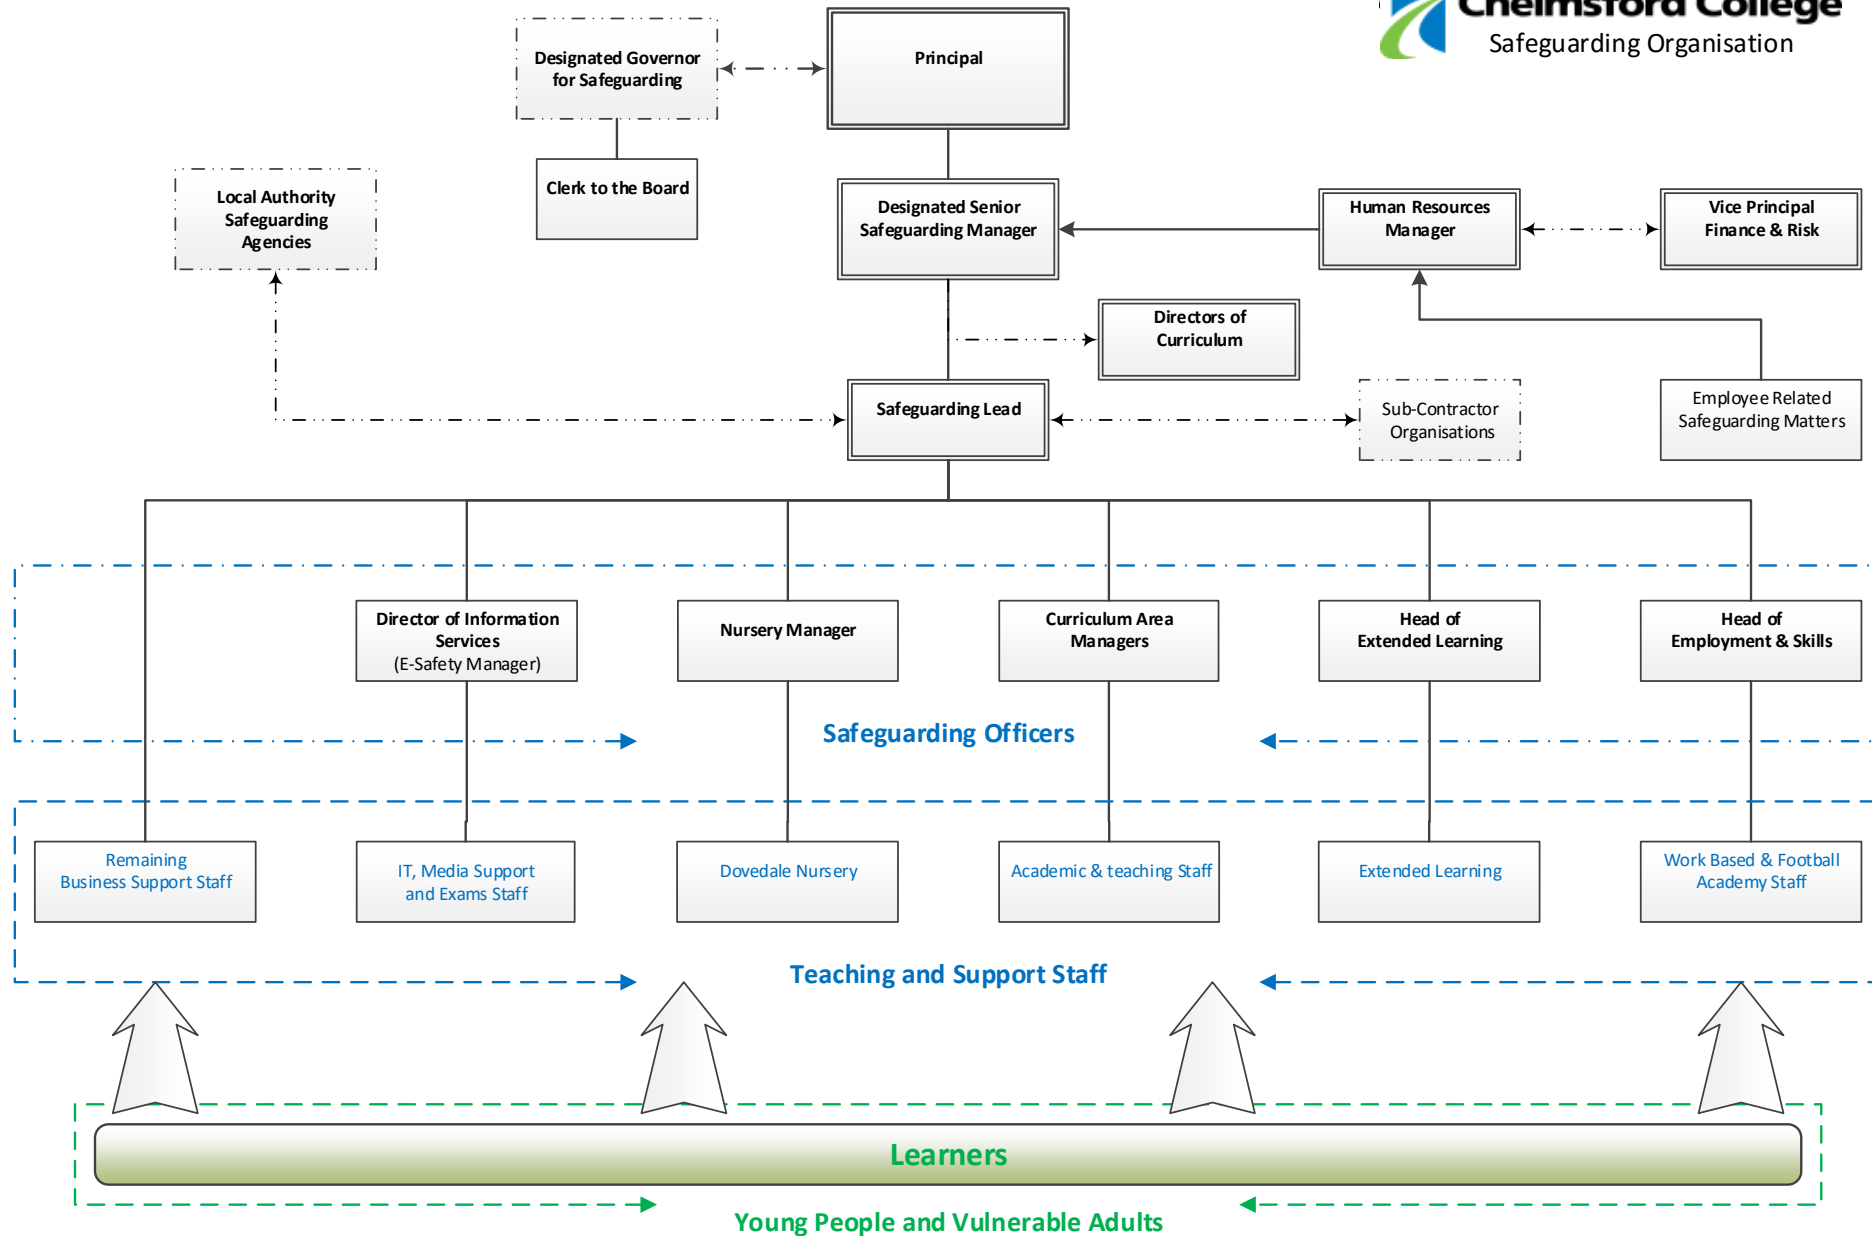 Chelmsford College
Safeguarding Organisation
Designated Governor
for Safeguarding
Principal
Clerk to the Board
Local Authority
Safeguarding
Agencies
Designated Senior
Safeguarding Manager
Human Resources
Manager
Vice Principal
Finance & Risk
Directors of
Curriculum
Safeguarding Lead
Sub-Contractor
Organisations
Employee Related
Safeguarding Matters
Director of Information
Services
(E-Safety Manager)
Nursery Manager
Curriculum Area
Managers
Head of
Extended Learning
Head of
Employment & Skills
Safeguarding Officers
Remaining
Business Support Staff
IT, Media Support
and Exams Staff
Dovedale Nursery
Academic & teaching Staff
Extended Learning
Work Based & Football
Academy Staff
Teaching and Support Staff
Learners
Young People and Vulnerable Adults